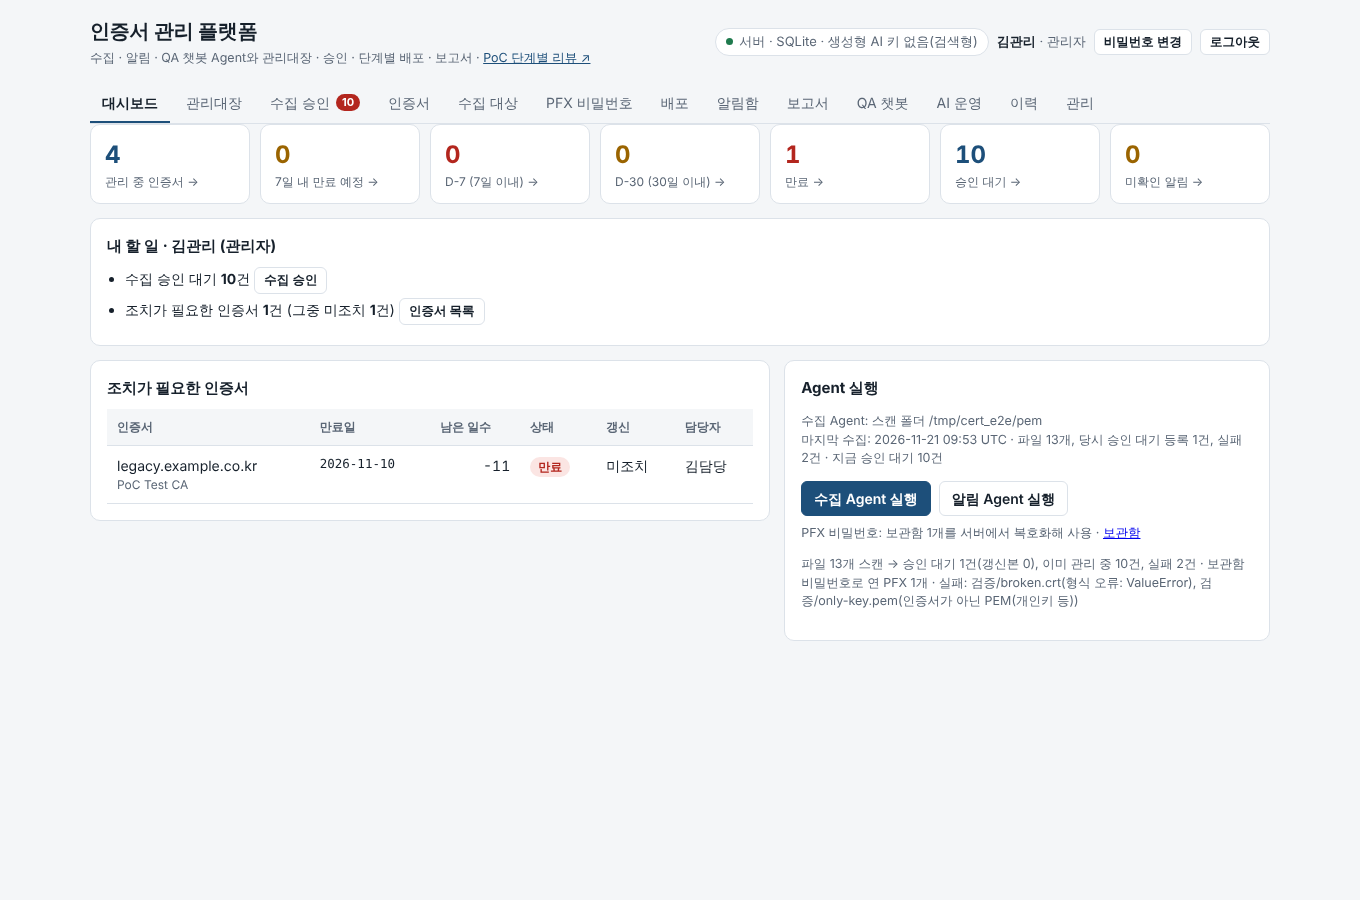 인증서 관리 플랫폼
수집 · 알림 · QA 챗봇 Agent와 관리대장 · 승인 · 단계별 배포 · 보고서 · PoC 단계별 리뷰 ↗
서버 · SQLite · 생성형 AI 키 없음(검색형)
김관리 · 관리자
비밀번호 변경
로그아웃
대시보드
관리대장
수집 승인 10
인증서
수집 대상
PFX 비밀번호
배포
알림함
보고서
QA 챗봇
AI 운영
이력
관리
4
관리 중 인증서 →
0
7일 내 만료 예정 →
0
D-7 (7일 이내) →
0
D-30 (30일 이내) →
1
만료 →
10
승인 대기 →
0
미확인 알림 →
내 할 일 · 김관리 (관리자)
• 수집 승인 대기 10건 수집 승인
• 조치가 필요한 인증서 1건 (그중 미조치 1건) 인증서 목록
조치가 필요한 인증서
인증서 만료일 남은 일수 상태 갱신 담당자
legacy.example.co.kr 2026-11-10 -11 만료 미조치 김담당
PoC Test CA
Agent 실행
수집 Agent: 스캔 폴더 /tmp/cert_e2e/pem
마지막 수집: 2026-11-21 09:53 UTC · 파일 13개, 당시 승인 대기 등록 1건, 실패
2건 · 지금 승인 대기 10건
수집 Agent 실행
알림 Agent 실행
PFX 비밀번호: 보관함 1개를 서버에서 복호화해 사용 · 보관함
파일 13개 스캔 → 승인 대기 1건(갱신본 0), 이미 관리 중 10건, 실패 2건 · 보관함
비밀번호로 연 PFX 1개 · 실패: 검증/broken.crt(형식 오류: ValueError), 검
증/only-key.pem(인증서가 아닌 PEM(개인키 등))